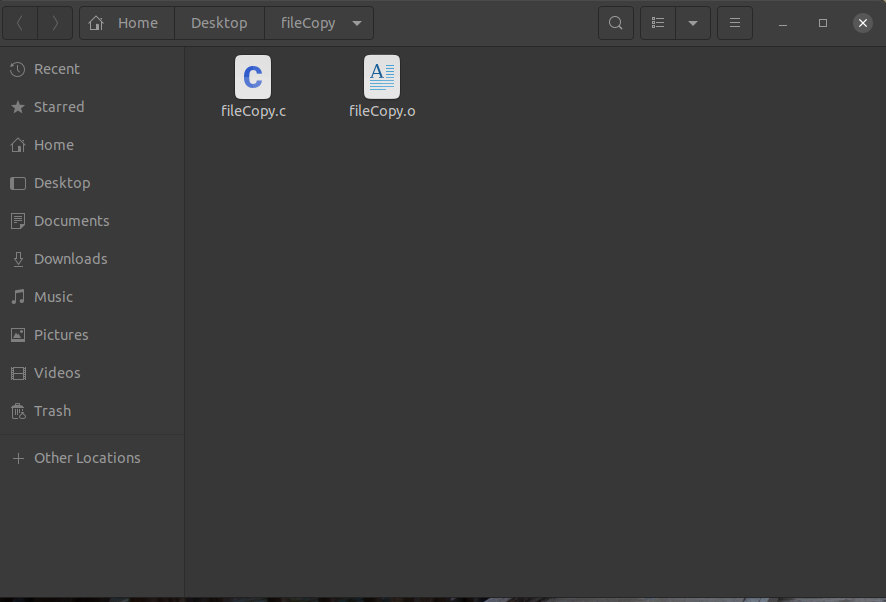 Home Desktop fileCopy
Recent
Starred
Home
Desktop
Documents
Downloads
Music
Pictures
Videos
Trash
Other Locations
C A
fileCopy.c fileCopy.o